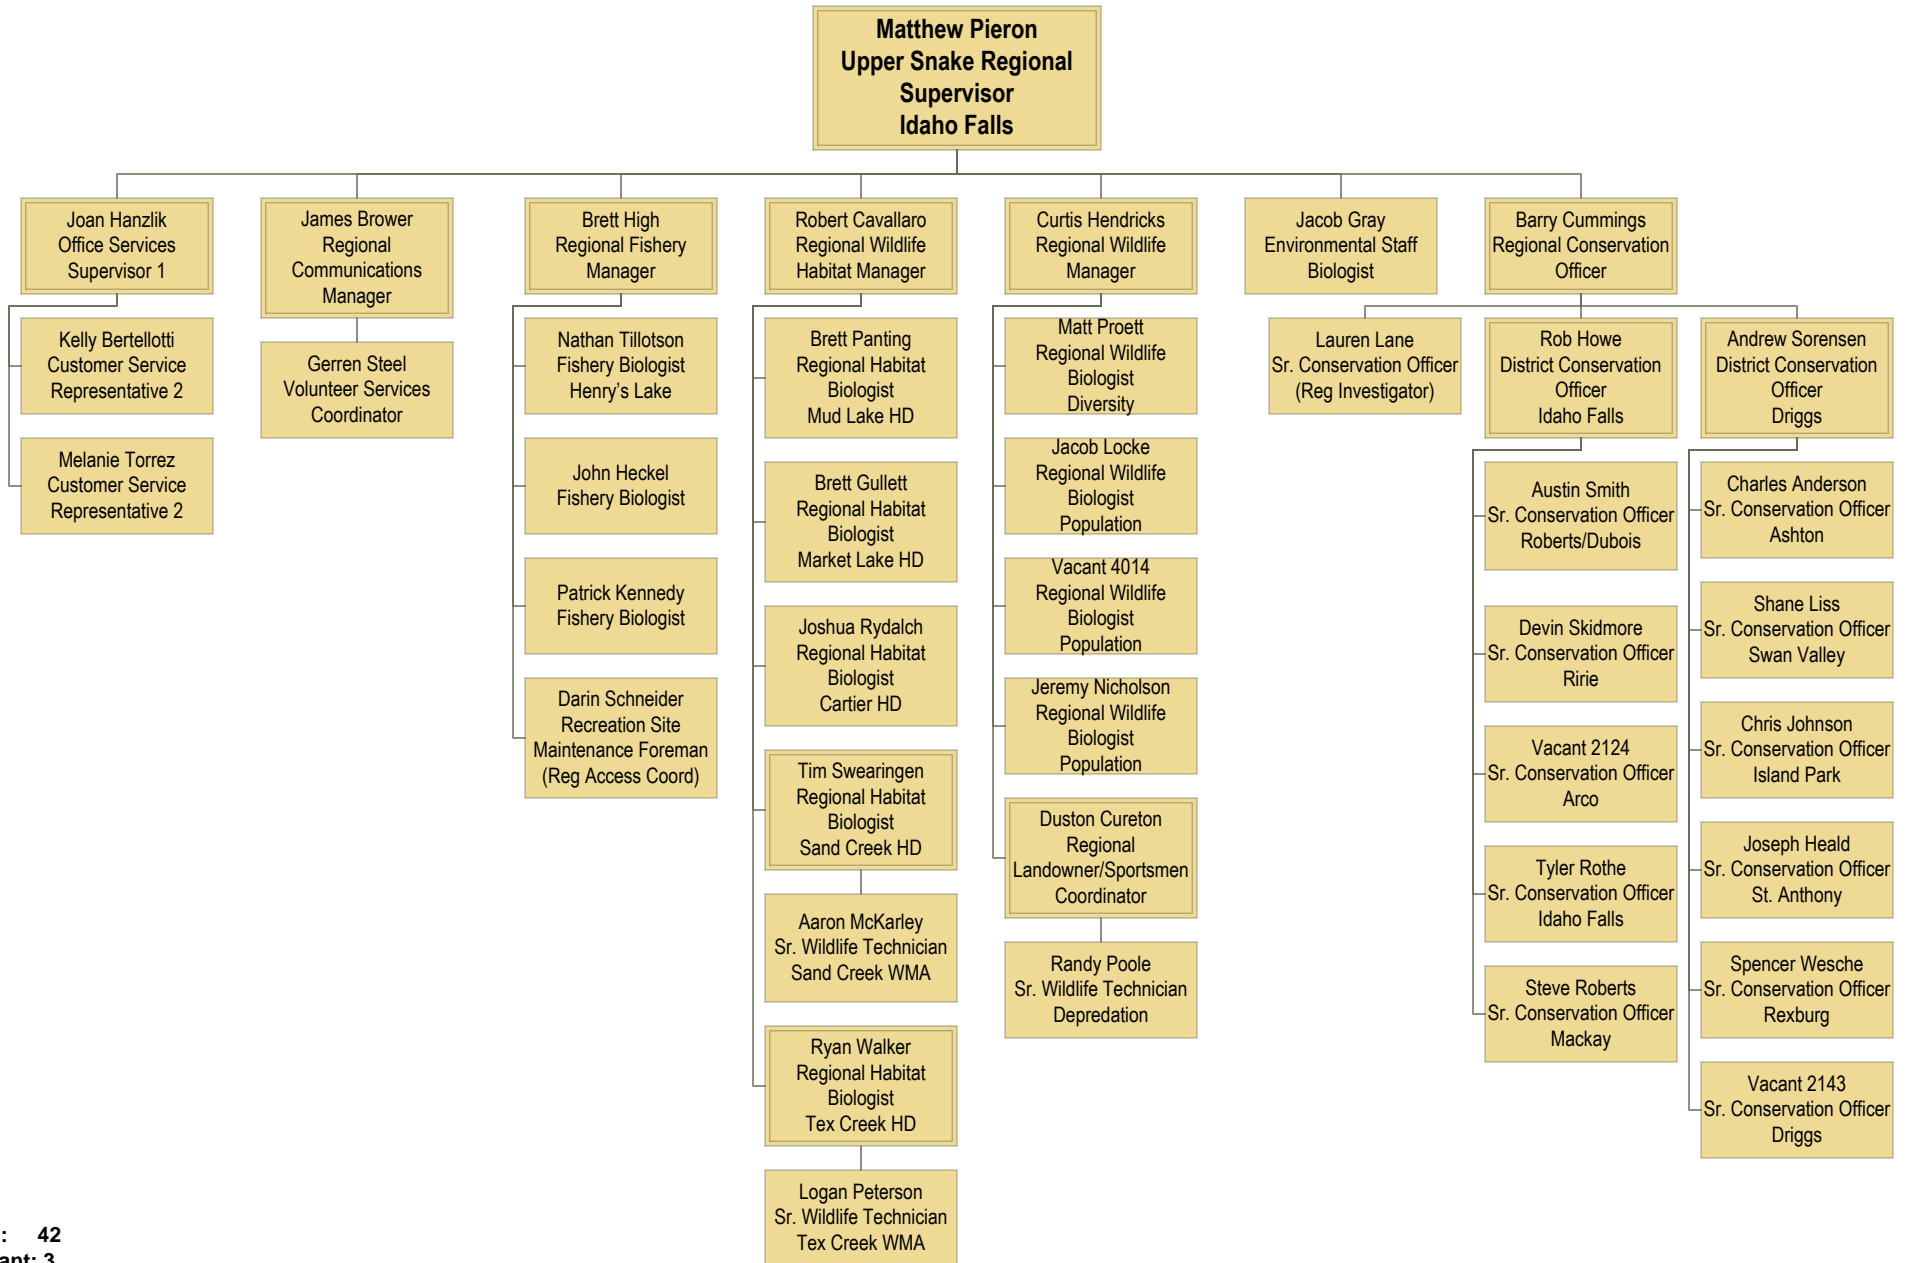 Matthew Pieron
Upper Snake Regional
Supervisor
Idaho Falls
Joan Hanzlik
Office Services
Supervisor 1
Kelly Bertellotti
Customer Service
Representative 2
Melanie Torrez
Customer Service
Representative 2
James Brower
Regional
Communications
Manager
Gerren Steel
Volunteer Services
Coordinator
Brett High
Regional Fishery
Manager
Nathan Tillotson
Fishery Biologist
Henry’s Lake
John Heckel
Fishery Biologist
Patrick Kennedy
Fishery Biologist
Darin Schneider
Recreation Site
Maintenance Foreman
(Reg Access Coord)
Robert Cavallaro
Regional Wildlife
Habitat Manager
Brett Panting
Regional Habitat
Biologist
Mud Lake HD
Brett Gullett
Regional Habitat
Biologist
Market Lake HD
Joshua Rydalch
Regional Habitat
Biologist
Cartier HD
Tim Swearingen
Regional Habitat
Biologist
Sand Creek HD
Aaron McKarley
Sr. Wildlife Technician
Sand Creek WMA
Ryan Walker
Regional Habitat
Biologist
Tex Creek HD
Logan Peterson
Sr. Wildlife Technician
Tex Creek WMA
Curtis Hendricks
Regional Wildlife
Manager
Matt Proett
Regional Wildlife
Biologist
Diversity
Jacob Locke
Regional Wildlife
Biologist
Population
Vacant 4014
Regional Wildlife
Biologist
Population
Jeremy Nicholson
Regional Wildlife
Biologist
Population
Duston Cureton
Regional
Landowner/Sportsmen
Coordinator
Randy Poole
Sr. Wildlife Technician
Depredation
Jacob Gray
Environmental Staff
Biologist
Barry Cummings
Regional Conservation
Officer
Lauren Lane
Sr. Conservation Officer
(Reg Investigator)
Rob Howe
District Conservation
Officer
Idaho Falls
Austin Smith
Sr. Conservation Officer
Roberts/Dubois
Devin Skidmore
Sr. Conservation Officer
Ririe
Vacant 2124
Sr. Conservation Officer
Arco
Tyler Rothe
Sr. Conservation Officer
Idaho Falls
Steve Roberts
Sr. Conservation Officer
Mackay
Andrew Sorensen
District Conservation
Officer
Driggs
Charles Anderson
Sr. Conservation Officer
Ashton
Shane Liss
Sr. Conservation Officer
Swan Valley
Chris Johnson
Sr. Conservation Officer
Island Park
Joseph Heald
Sr. Conservation Officer
St. Anthony
Spencer Wesche
Sr. Conservation Officer
Rexburg
Vacant 2143
Sr. Conservation Officer
Driggs
: 42
ant: 3